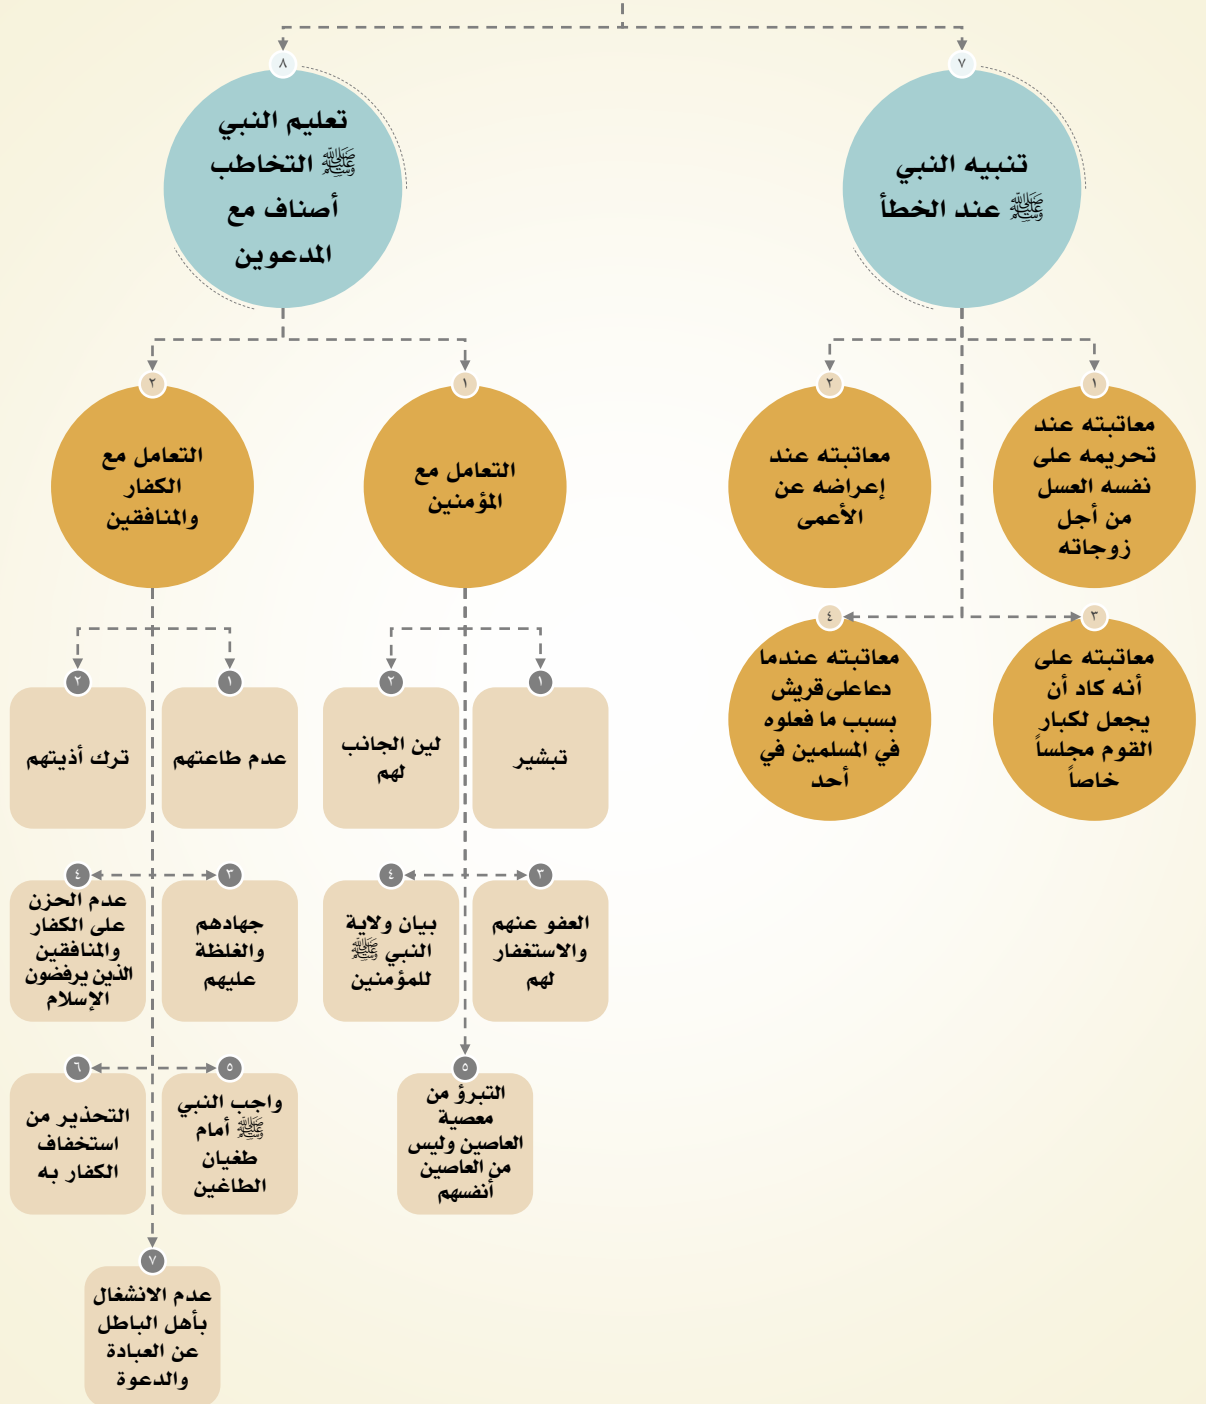 ٧
تنبيه النبي
ﷺ عند الخطأ
١
معاتبته عند
تحريمه على
نفسه العسل
من أجل
زوجاته
٢
معاتبته عند
إعراضه عن
الأعمى
٣
معاتبته على
أنه كاد أن
يجعل لكبار
القوم مجلساً
خاصاً
٤
معاتبته عندما
دعا على قريش
بسبب ما فعلوه
في المسلمين في
أحد
٨
تعليم النبي
ﷺ التخاطب
أصناف مع
المدعوين
١
التعامل مع
المؤمنين
١
تبشير
٢
لين الجانب
لهم
٣
العفو عنهم
والاستغفار
لهم
٤
بيان ولاية
النبي ﷺ
للمؤمنين
٥
التبرؤ من
معصية
العاصين وليس
من العاصين
أنفسهم
٢
التعامل مع
الكفار
والمنافقين
١
عدم طاعتهم
٢
ترك أذيتهم
٣
جهادهم
والغلظة
عليهم
٤
عدم الحزن
على الكفار
والمنافقين
الذين يرفضون
الإسلام
٥
واجب النبي
ﷺ أمام
طغيان
الطاغين
٦
التحذير من
استخفاف
الكفار به
٧
عدم الانشغال
بأهل الباطل
عن العبادة
والدعوة